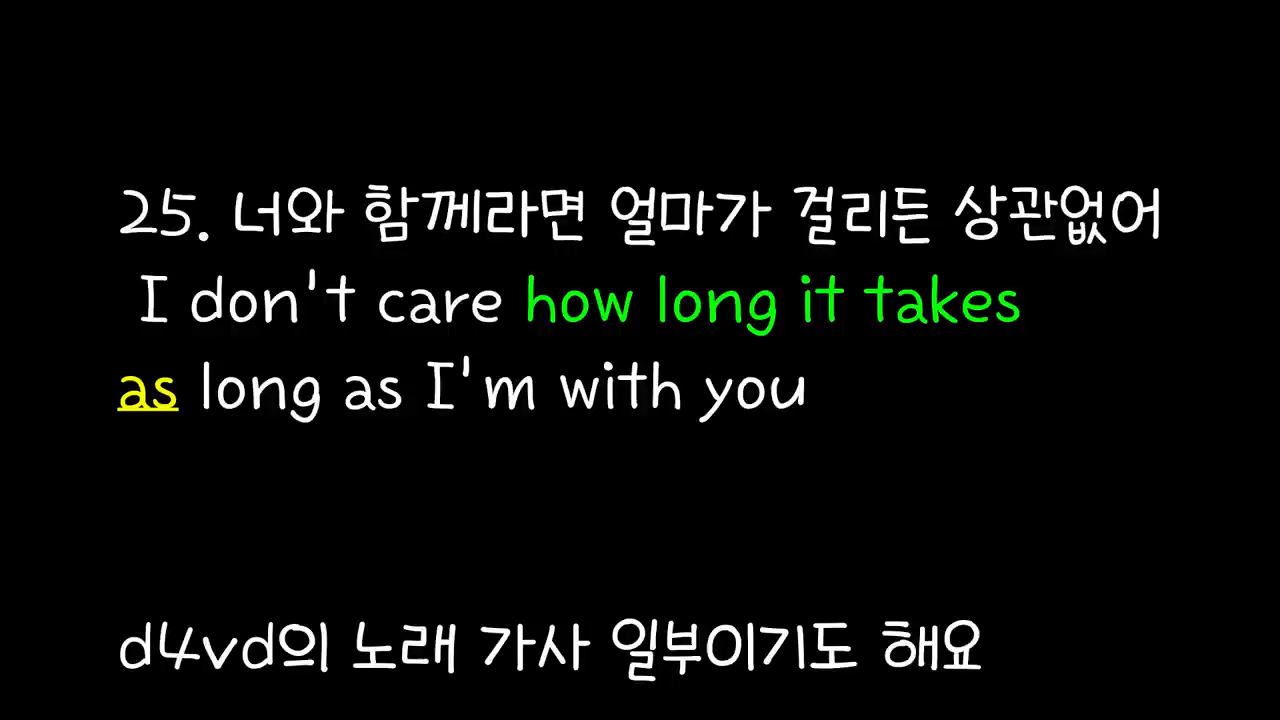 25. 너와 함께라면 얼마가 걸리든 상관없어
I don't care how long it takes
as long as I'm with you
d4vd의 노래 가사 일부이기도 해요